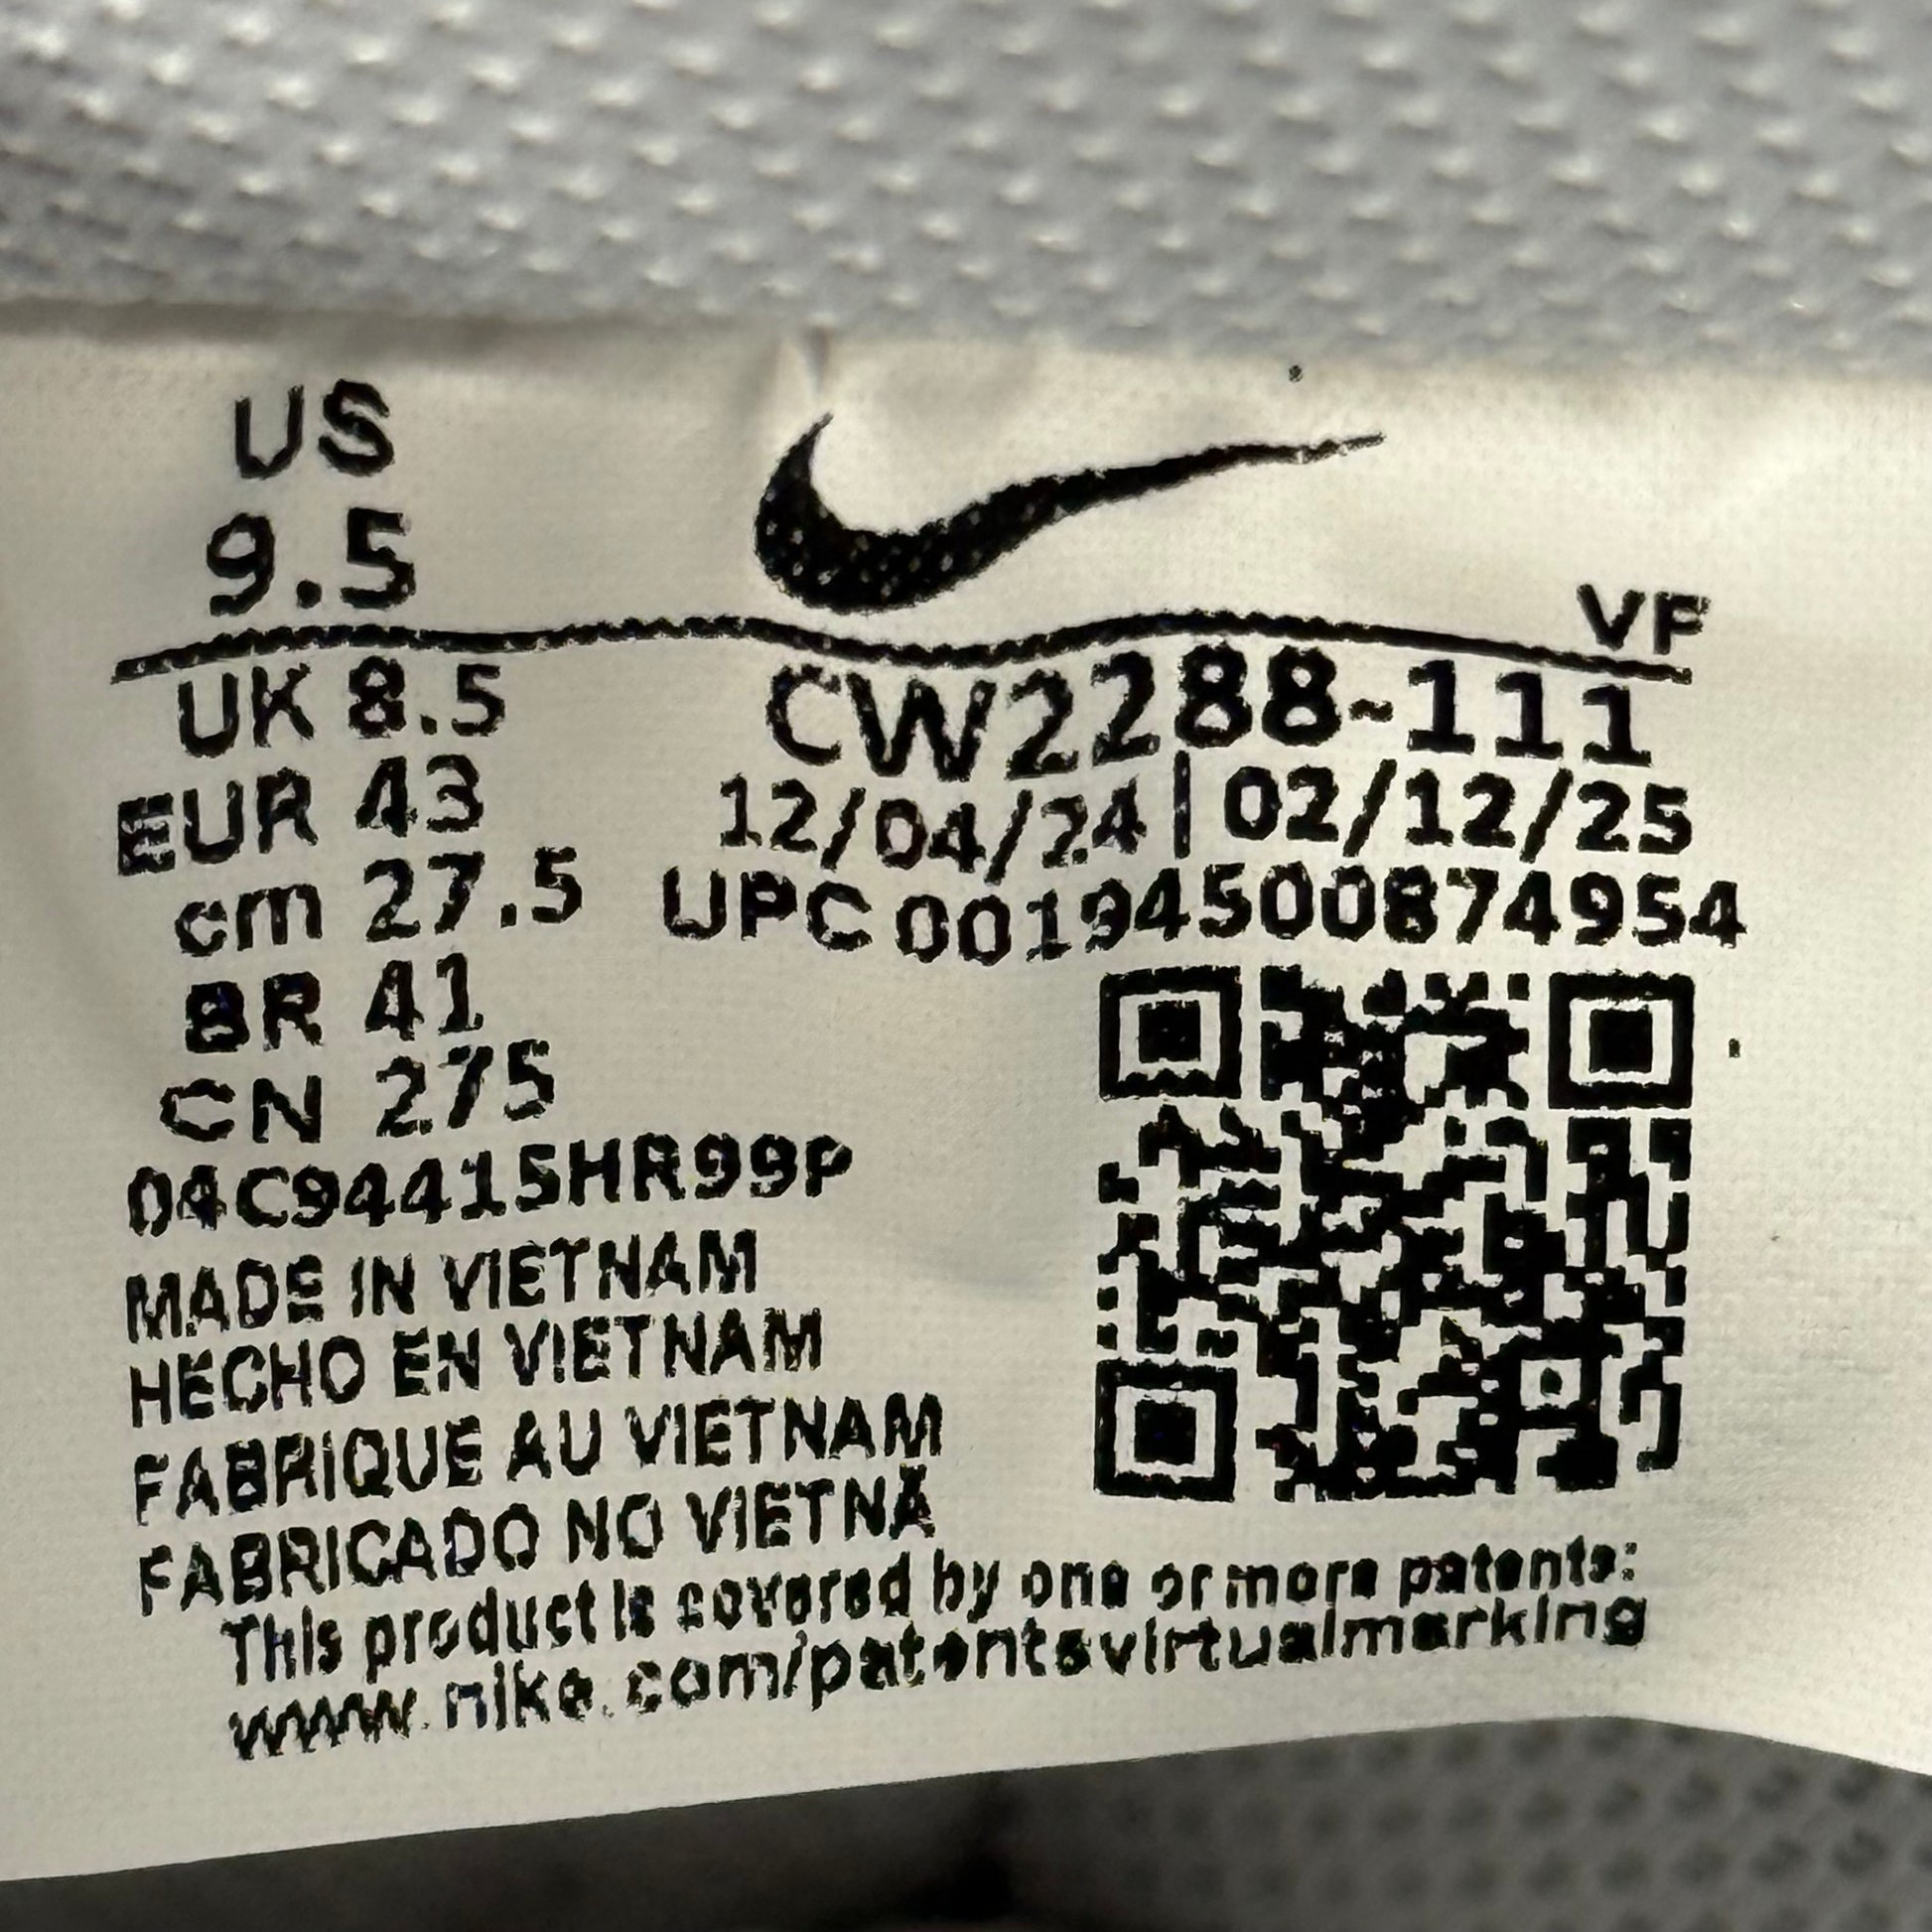 US
9.5
VF
UK 8.5
EUR 43
cm 27.5
BR 41
CN 275
CW2288-111
12/04/24|02/12/25
UPC 00194500874954
04C94415HR99P
MADE IN VIETNAM
HECHO EN VIETNAM
FABRIQUE AU VIETNAM
FABRICADO NO VIETNÃ
This product is covered by one or more patents:
www.nike.com/patentsvirtualmarking